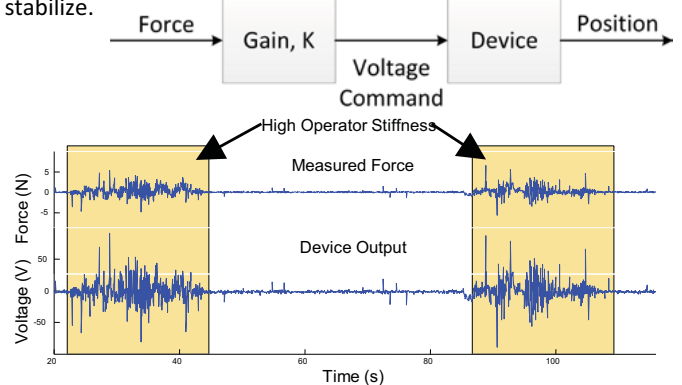 stabilize.
Force
Gain, K
Voltage
Command
Device
Position
High Operator Stiffness
Measured Force
Force (N)
5
0
-5
Device Output
Voltage (V)
50
0
-50
20
40
60
80
100
Time (s)